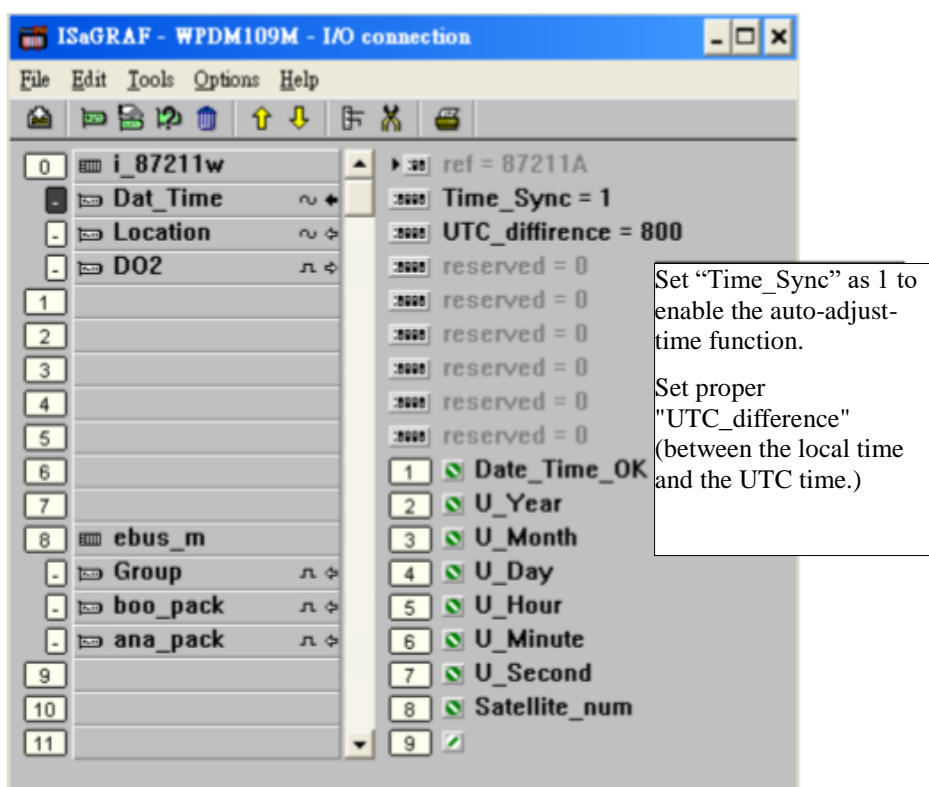 ISaGRAF - WPDM109M - I/O connection
File Edit Tools Options Help
0 i_87211w
- Dat_Time
- Location
- DO2
1
2
3
4
5
6
7
8 ebus_m
- Group
- boo_pack
- ana_pack
9
10
11
ref = 87211A
Time_Sync = 1
UTC_diffirence = 800
reserved = 0
reserved = 0
reserved = 0
reserved = 0
reserved = 0
reserved = 0
1 Date_Time_OK
2 U_Year
3 U_Month
4 U_Day
5 U_Hour
6 U_Minute
7 U_Second
8 Satellite_num
9
Set “Time_Sync” as 1 to
enable the auto-adjust-
time function.
Set proper
"UTC_difference"
(between the local time
and the UTC time.)